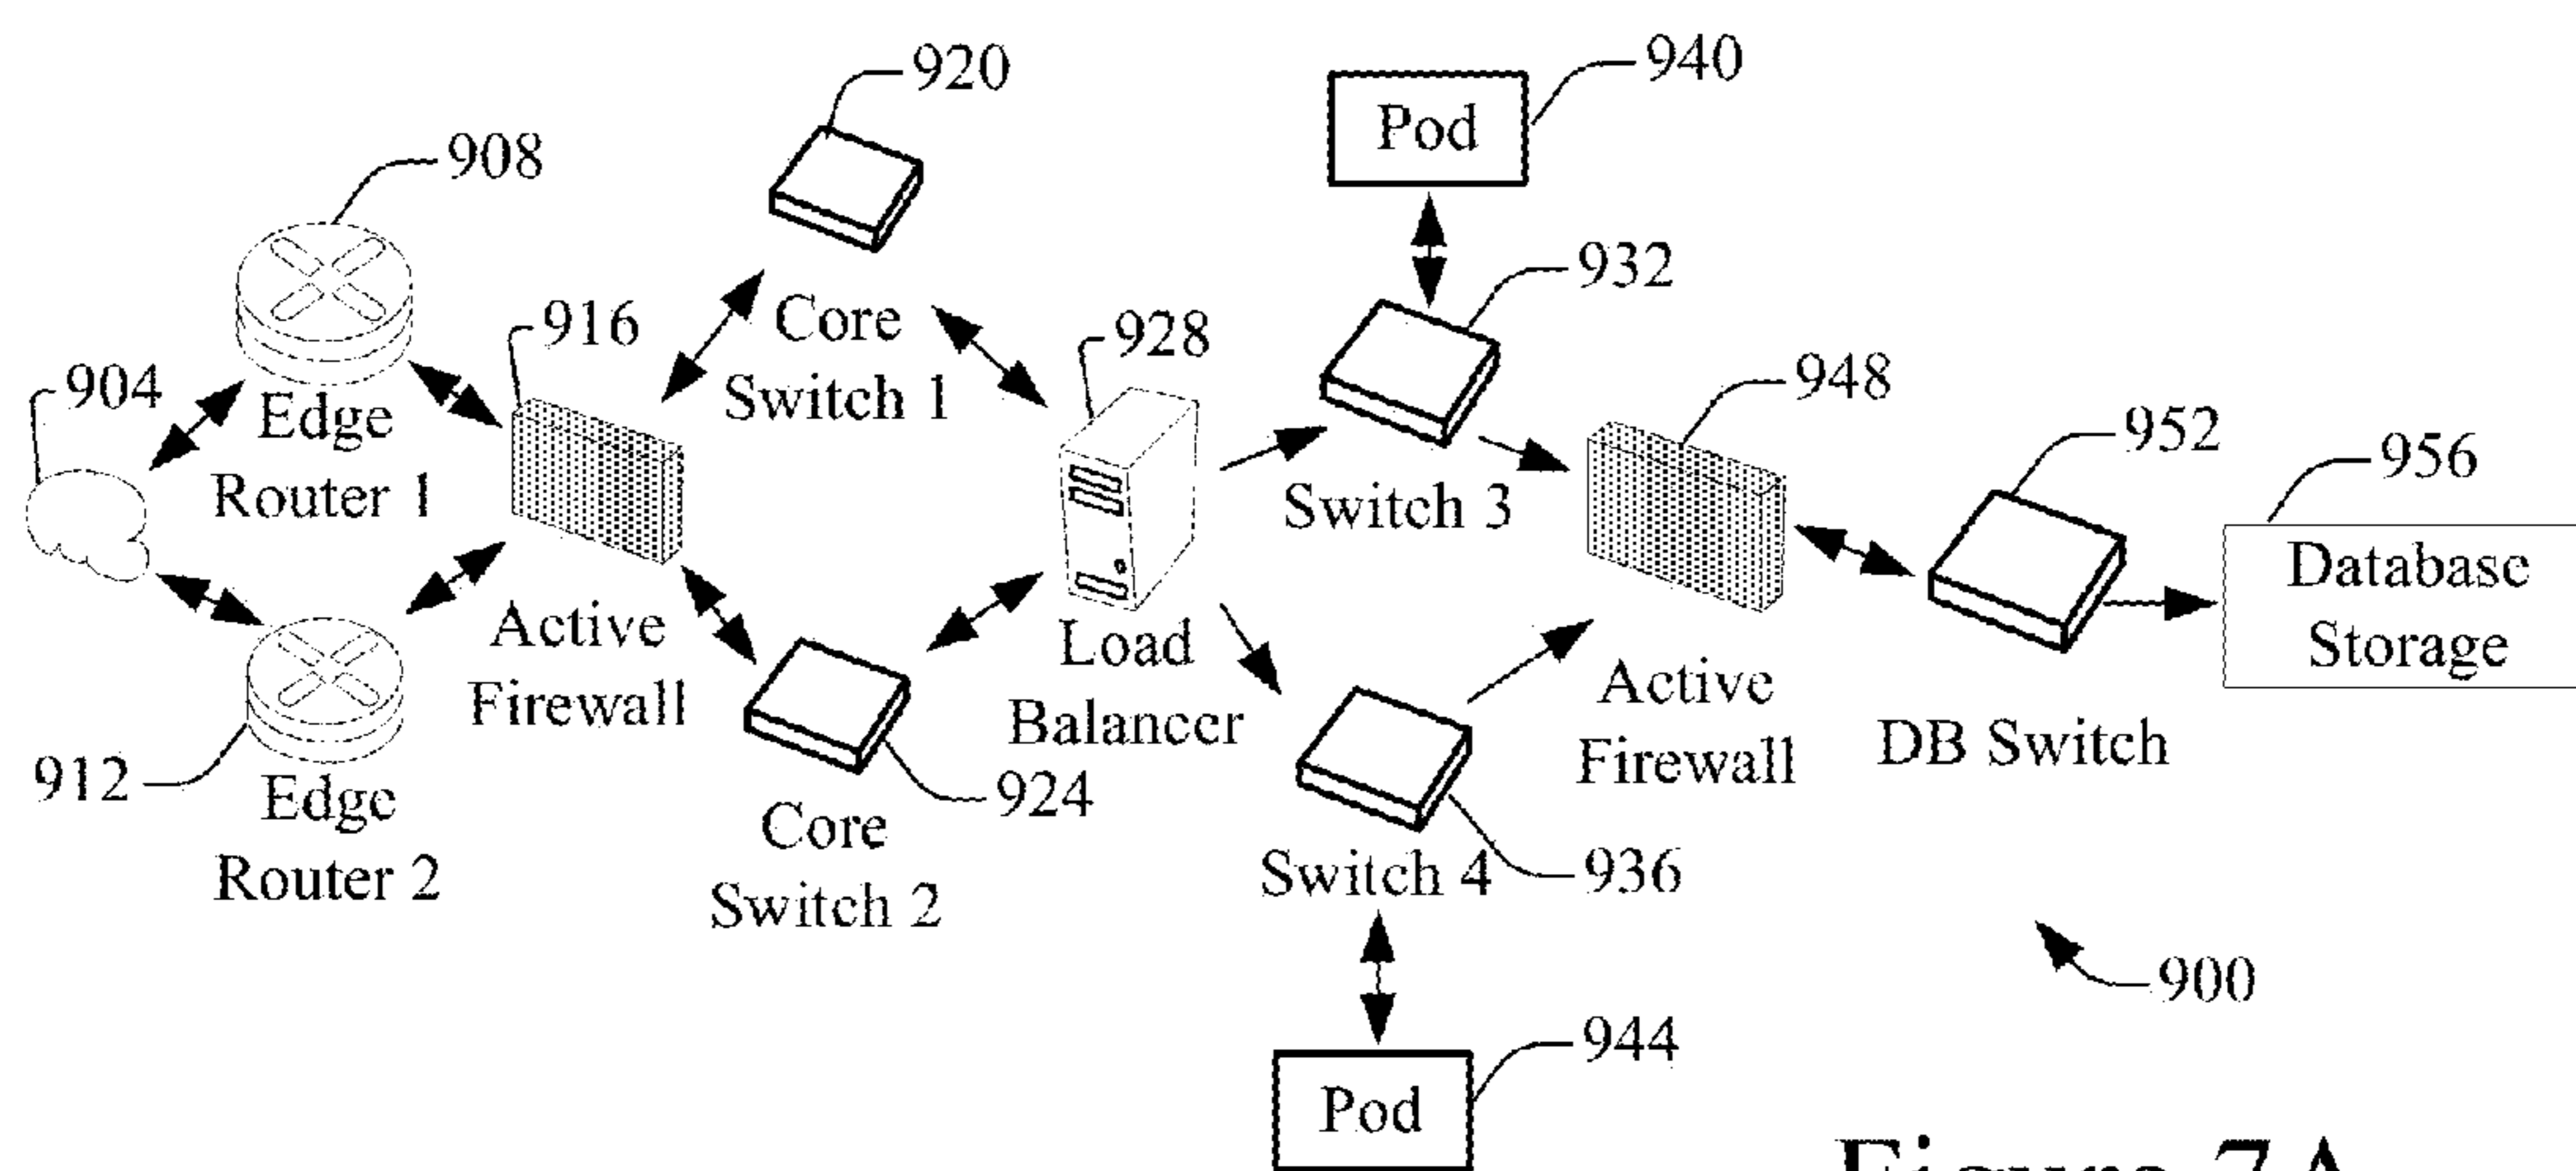 920
940
Pod
908
932
916
Core
Switch 1
928
904
Edge
Router 1
948
952
956
Switch 3
Database
Storage
Active
Firewall
Load
Balancer
Active
Firewall
DB Switch
912
Edge
Router 2
924
Core
Switch 2
Switch 4
936
900
944
Pod
Figure 7A